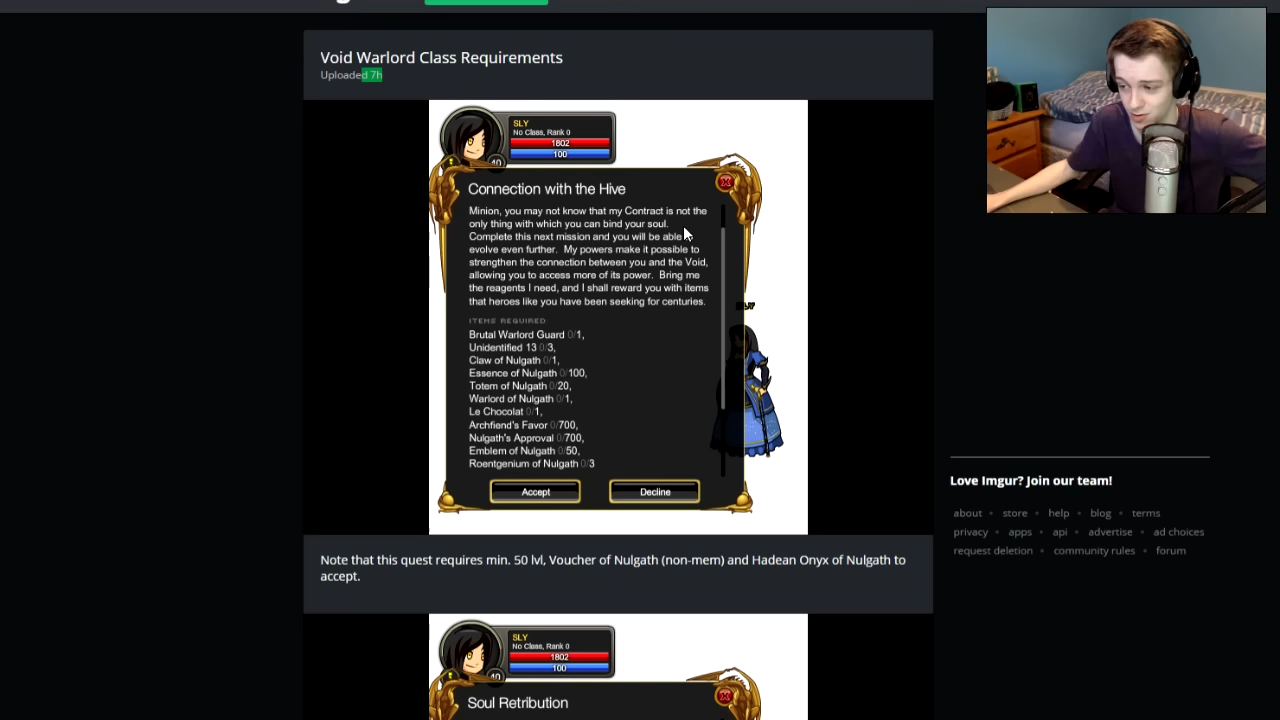 Void Warlord Class Requirements
Uploaded 7h
SLY
No Class, Rank 0
1802
100
40
Connection with the Hive
Minion, you may not know that my Contract is not the
only thing with which you can bind your soul.
Complete this next mission and you will be able
evolve even further. My powers make it possible to
strengthen the connection between you and the Void,
allowing you to access more of its power. Bring me
the reagents I need, and I shall reward you with items
that heroes like you have been seeking for centuries.
ITEMS REQUIRED
Brutal Warlord Guard 0/1,
Unidentified 13 0/3,
Claw of Nulgath 0/1,
Essence of Nulgath 0/100,
Totem of Nulgath 0/20,
Warlord of Nulgath 0/1,
Le Chocolat 0/1,
Archfiend's Favor 0/700,
Nulgath's Approval 0/700,
Emblem of Nulgath 0/50,
Roentgenium of Nulgath 0/3
Accept
Decline
SLY
Note that this quest requires min. 50 lvl, Voucher of Nulgath (non-mem) and Hadean Onyx of Nulgath to
accept.
SLY
No Class, Rank 0
1802
100
40
Soul Retribution
Love Imgur? Join our team!
about • store • help • blog • terms
privacy • apps • api • advertise • ad choices
request deletion • community rules • forum